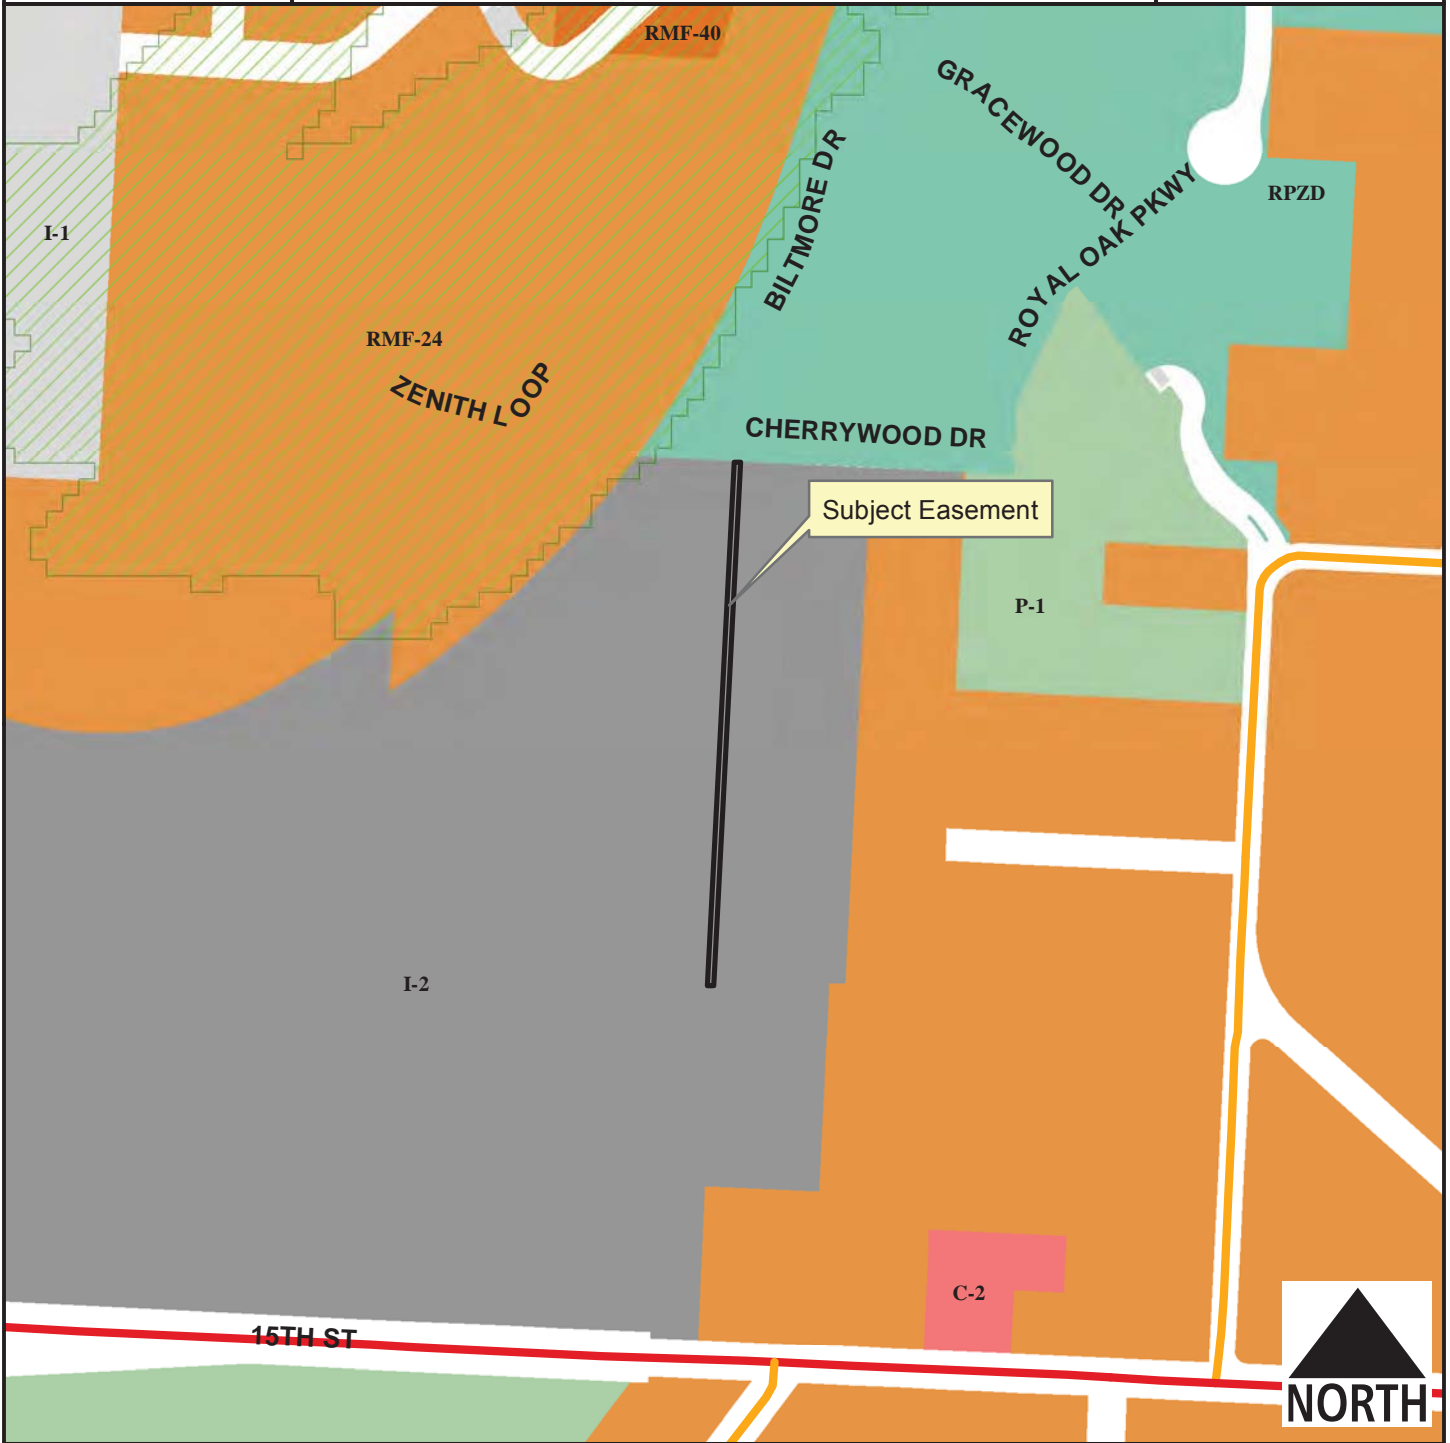 RMF-40
GRACEWOOD DR
BILTMORE DR
ROYAL OAK PKWY
RPZD
I-1
RMF-24
ZENITH LOOP
CHERRYWOOD DR
Subject Easement
P-1
I-2
C-2
15TH ST
NORTH